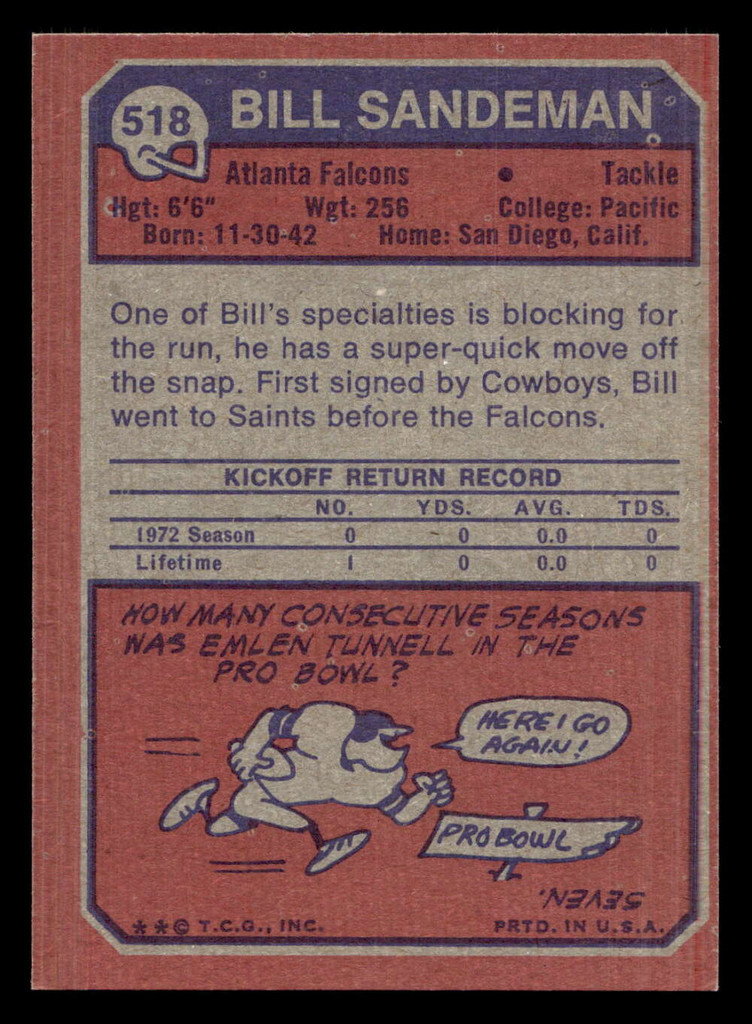 518 BILL SANDEMAN
Atlanta Falcons • Tackle
Hgt: 6'6" Wgt: 256 College: Pacific
Born: 11-30-42 Home: San Diego, Calif.
One of Bill's specialties is blocking for
the run, he has a super-quick move off
the snap. First signed by Cowboys, Bill
went to Saints before the Falcons.
KICKOFF RETURN RECORD
NO. YDS. AVG. TDS.
1972 Season 0 0 0.0 0
Lifetime 1 0 0.0 0
HOW MANY CONSECUTIVE SEASONS
WAS EMLEN TUNNELL IN THE
PRO BOWL?
HERE I GO
AGAIN!
PRO BOWL
SEVEN.
**© T.C.G., INC. PRTD. IN U.S.A.